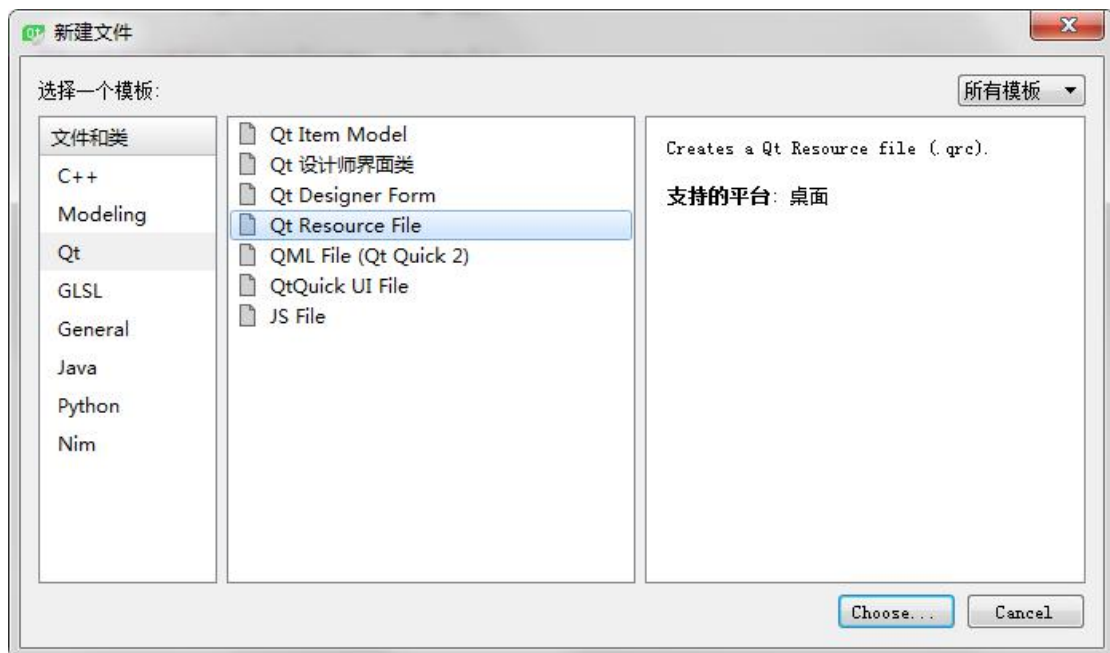 新建文件
选择一个模板:
所有模板
文件和类
C++
Modeling
Qt
GLSL
General
Java
Python
Nim
Qt Item Model
Qt 设计师界面类
Qt Designer Form
Qt Resource File
QML File (Qt Quick 2)
QtQuick UI File
JS File
Creates a Qt Resource file (.qrc).
支持的平台: 桌面
Choose...
Cancel